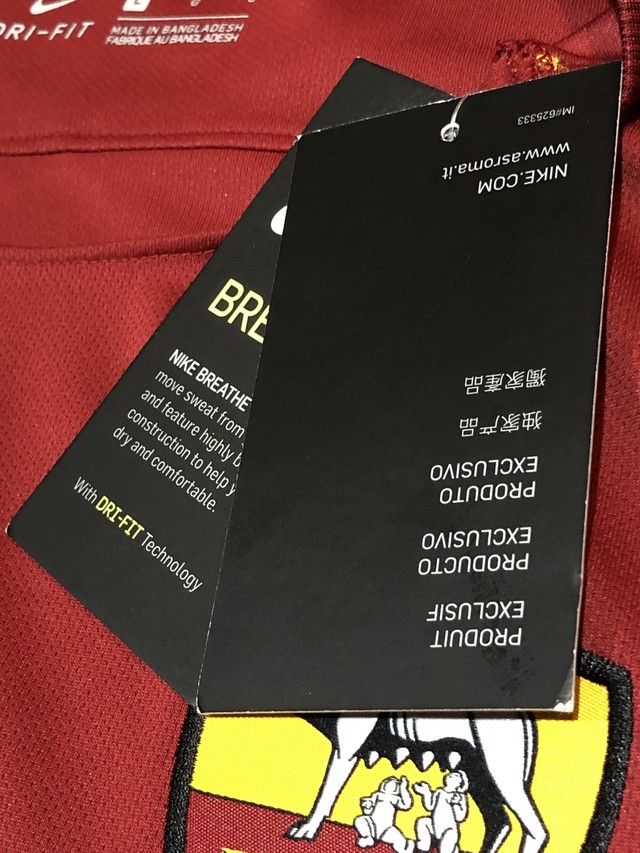 DRI-FIT
L
MADE IN BANGLADESH
FABRIQUÉ AU BANGLADESH
NIKE BREATHE
move sweat from
and feature highly
construction to help
dry and comfortable.
With DRI-FIT Technology
PRODUIT
EXCLUSIF
PRODUCTO
EXCLUSIVO
PRODUTO
EXCLUSIVO
独家产品
獨家產品
NIKE.COM
www.asroma.it
IM#625333